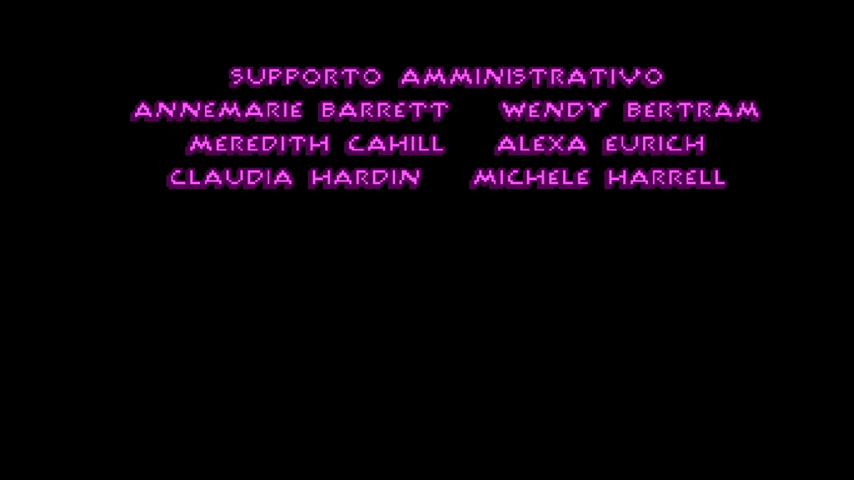 SUPPORTO AMMINISTRATIVO
ANNEMARIE BARRETT WENDY BERTRAM
MEREDITH CAHILL ALEXA EURICH
CLAUDIA HARDIN MICHELE HARRELL